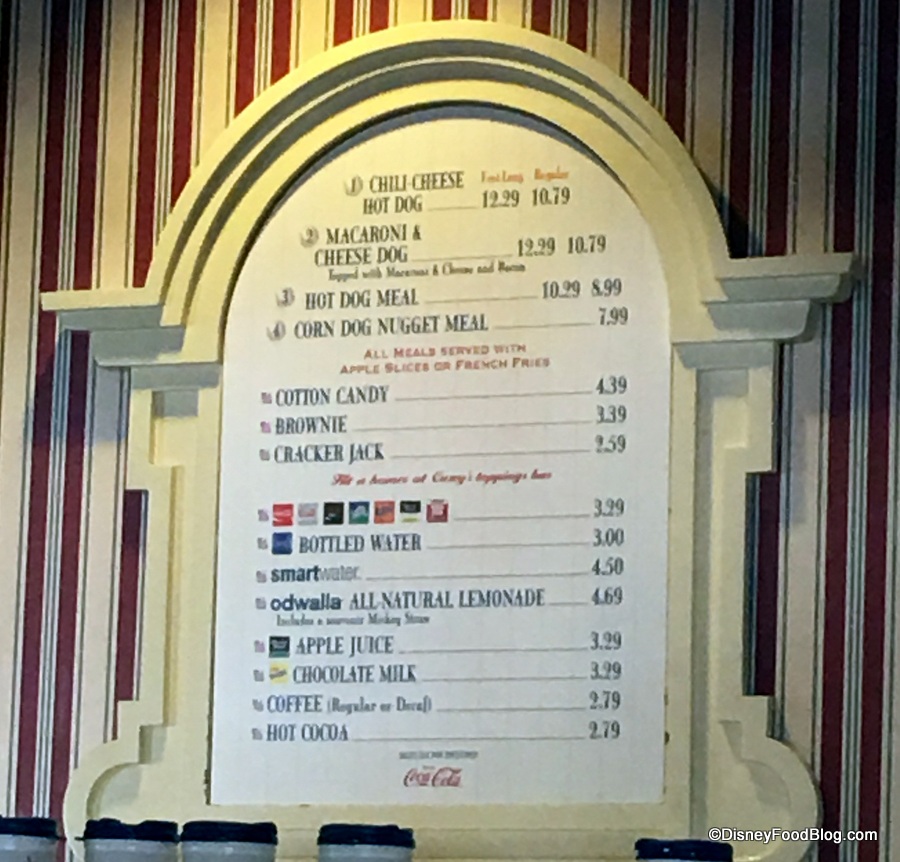 1 CHILI-CHEESE Foot-Long Regular
HOT DOG 12.29 10.79
2 MACARONI &
CHEESE DOG 12.29 10.79
Topped with Macaroni & Cheese and Bacon
3 HOT DOG MEAL 10.29 8.99
4 CORN DOG NUGGET MEAL 7.99
ALL MEALS SERVED WITH
APPLE SLICES OR FRENCH FRIES
COTTON CANDY 4.39
BROWNIE 3.39
CRACKER JACK 2.59
at Casey's toppings bar
3.29
BOTTLED WATER 3.00
smartwater 4.50
odwalla ALL-NATURAL LEMONADE 4.69
Includes a souvenir Mickey Straw
APPLE JUICE 3.29
CHOCOLATE MILK 3.29
COFFEE (Regular or Decaf) 2.79
HOT COCOA 2.79
Coca-Cola
©DisneyFoodBlog.com